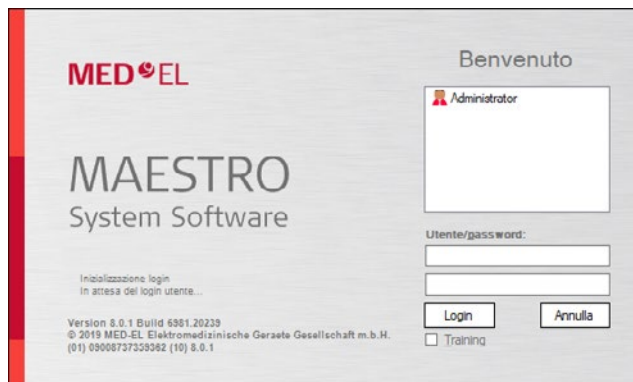 MED EL
Benvenuto
Administrator
MAESTRO
System Software
Utente/password:
Inizializzazione login
In attesa del login utente...
Login
Annulla
Training
Version 8.0.1 Build 6981.20239
© 2019 MED-EL Elektromedizinische Geraete Gesellschaft m.b.H.
(01) 09008737339362 (10) 8.0.1